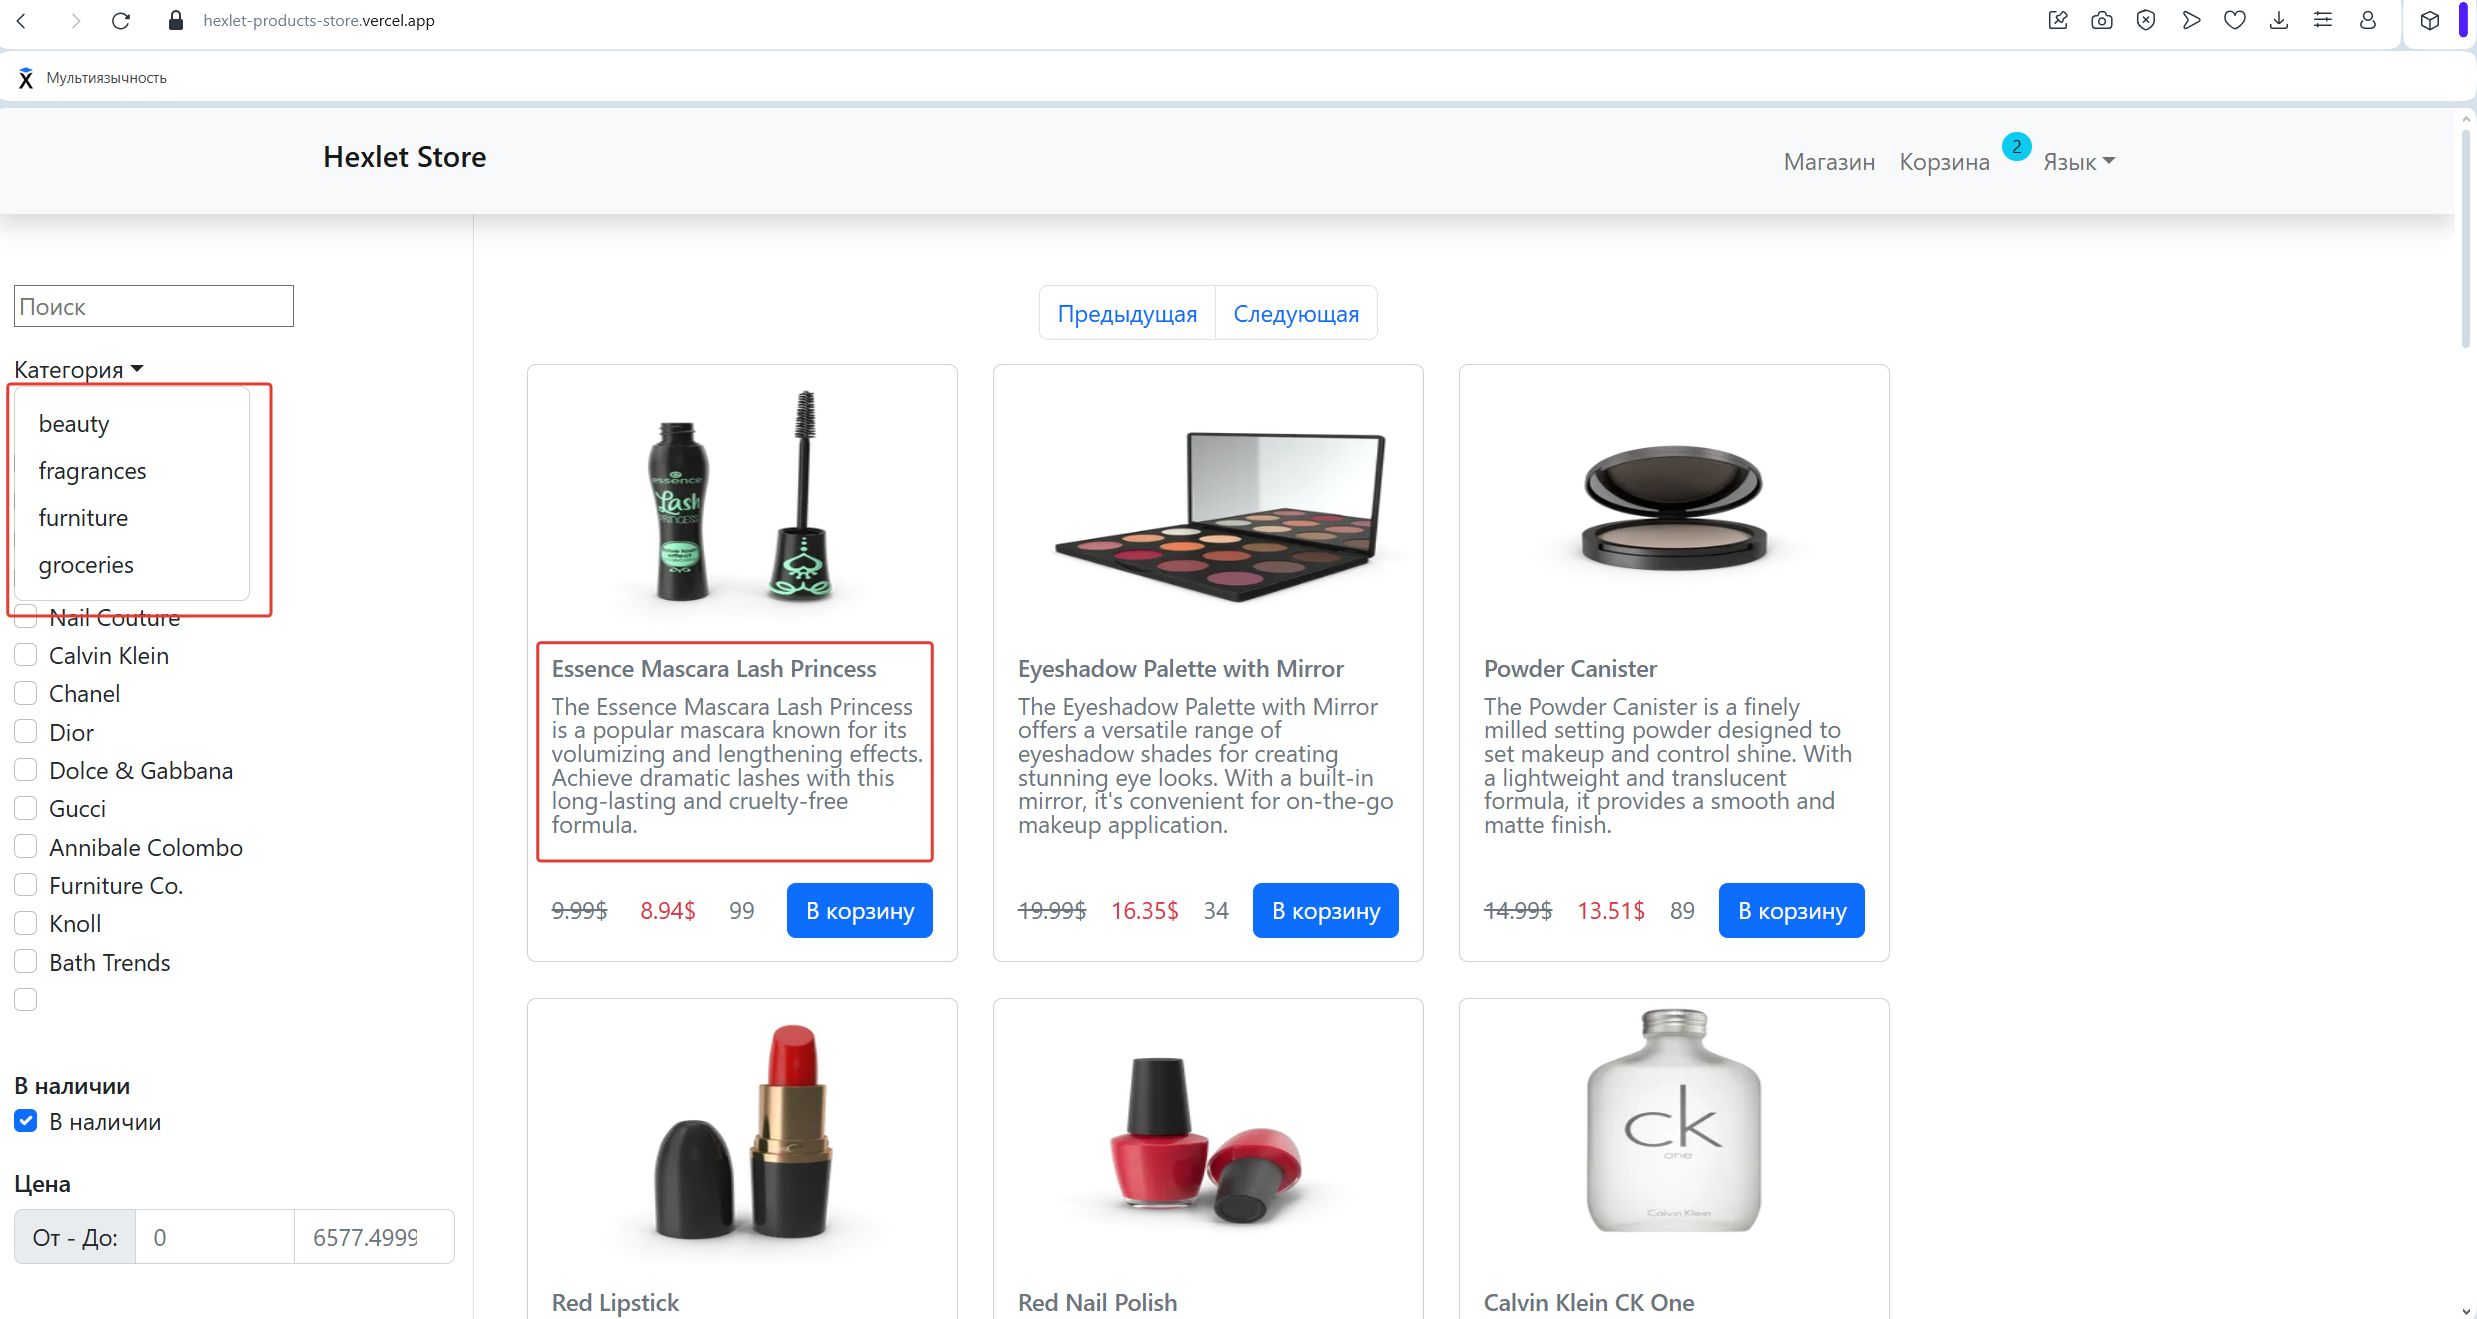 hexlet-products-store.vercel.app
Мультиязычность
Hexlet Store
Магазин
Корзина
2
Язык
Поиск
Категория
beauty
fragrances
furniture
groceries
Nail Couture
Calvin Klein
Chanel
Dior
Dolce & Gabbana
Gucci
Annibale Colombo
Furniture Co.
Knoll
Bath Trends
В наличии
В наличии
Цена
От - До:
0
6577.4999
Предыдущая
Следующая
essence
Lash
PRINCESS
Essence Mascara Lash Princess
The Essence Mascara Lash Princess
is a popular mascara known for its
volumizing and lengthening effects.
Achieve dramatic lashes with this
long-lasting and cruelty-free
formula.
9.99$
8.94$
99
В корзину
Eyeshadow Palette with Mirror
The Eyeshadow Palette with Mirror
offers a versatile range of
eyeshadow shades for creating
stunning eye looks. With a built-in
mirror, it's convenient for on-the-go
makeup application.
19.99$
16.35$
34
В корзину
Powder Canister
The Powder Canister is a finely
milled setting powder designed to
set makeup and control shine. With
a lightweight and translucent
formula, it provides a smooth and
matte finish.
14.99$
13.51$
89
В корзину
Red Lipstick
Red Nail Polish
ck
one
Calvin Klein
Calvin Klein CK One